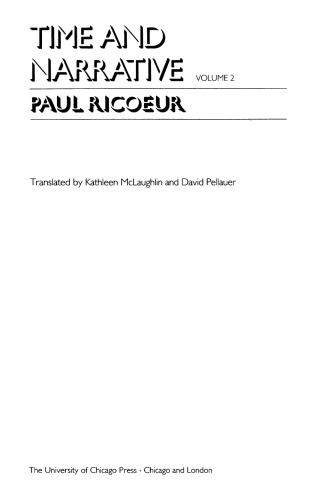 TIME AND
NARRATIVE VOLUME 2
PAUL RICOEUR
Translated by Kathleen McLaughlin and David Pellauer
The University of Chicago Press • Chicago and London